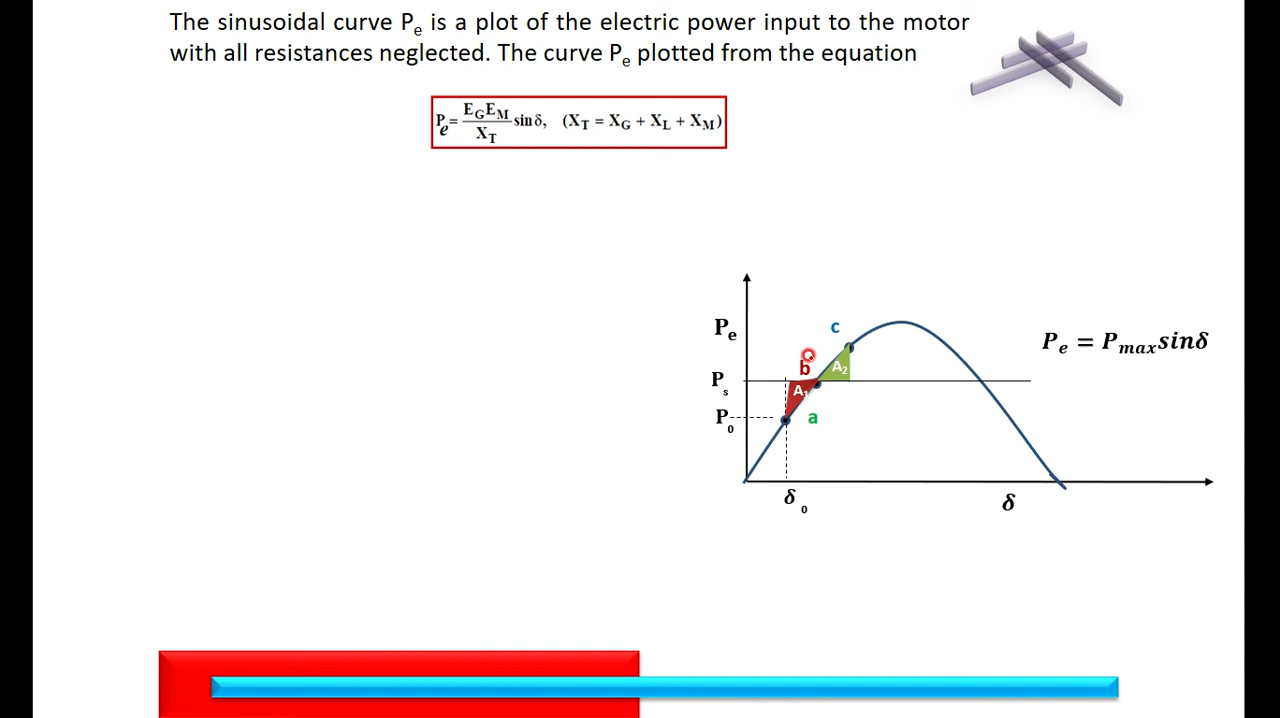 The sinusoidal curve Pe is a plot of the electric power input to the motor
with all resistances neglected. The curve Pe plotted from the equation
Pe = EGEM/XT sin δ, (XT = XG + XL + XM)
Pe
c
Pe = Pmaxsinδ
b
A2
Ps
A1
P0
a
δ0
δ